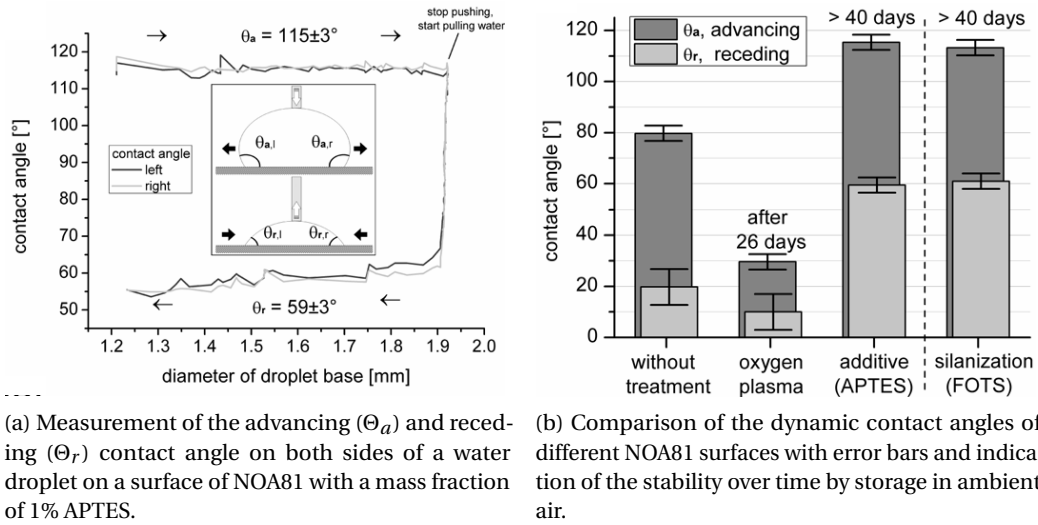 stop pushing,
start pulling water
→ θa = 115±3° →
120
110
100
90
80
70
60
50
contact angle [°]
contact angle
left
right
θa,l
θa,r
θr,l
θr,r
← θr = 59±3° ←
1.2 1.3 1.4 1.5 1.6 1.7 1.8 1.9 2.0
diameter of droplet base [mm]
(a) Measurement of the advancing (Θa) and reced-
ing (Θr) contact angle on both sides of a water
droplet on a surface of NOA81 with a mass fraction
of 1% APTES.
θa, advancing
θr, receding
> 40 days
> 40 days
after
26 days
120
100
80
60
40
20
0
contact angle [°]
without
treatment
oxygen
plasma
additive
(APTES)
silanization
(FOTS)
(b) Comparison of the dynamic contact angles of
different NOA81 surfaces with error bars and indica-
tion of the stability over time by storage in ambient
air.